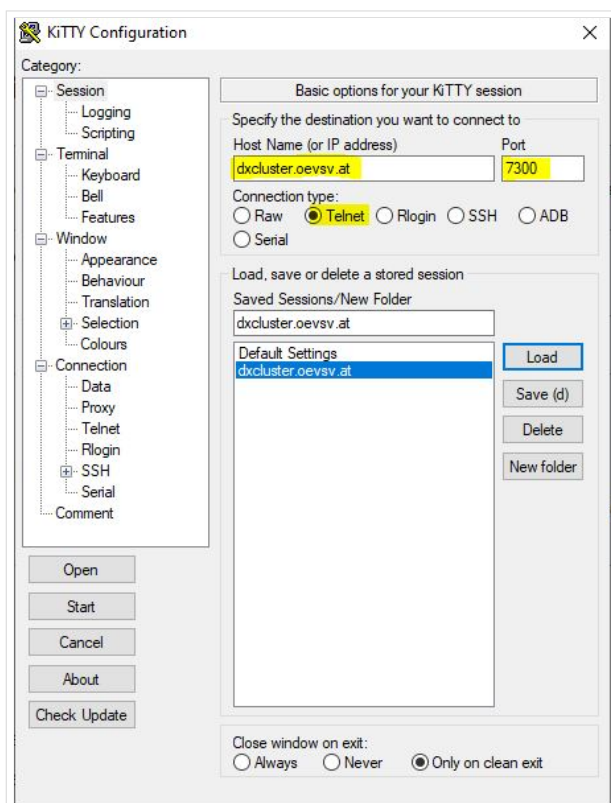 KiTTY Configuration
Category:
Session
Logging
Scripting
Terminal
Keyboard
Bell
Features
Window
Appearance
Behaviour
Translation
Selection
Colours
Connection
Data
Proxy
Telnet
Rlogin
SSH
Serial
Comment
Open
Start
Cancel
About
Check Update
Basic options for your KiTTY session
Specify the destination you want to connect to
Host Name (or IP address) Port
dxcluster.oevsv.at 7300
Connection type:
Raw Telnet Rlogin SSH ADB
Serial
Load, save or delete a stored session
Saved Sessions/New Folder
dxcluster.oevsv.at
Default Settings
dxcluster.oevsv.at
Load
Save (d)
Delete
New folder
Close window on exit:
Always Never Only on clean exit